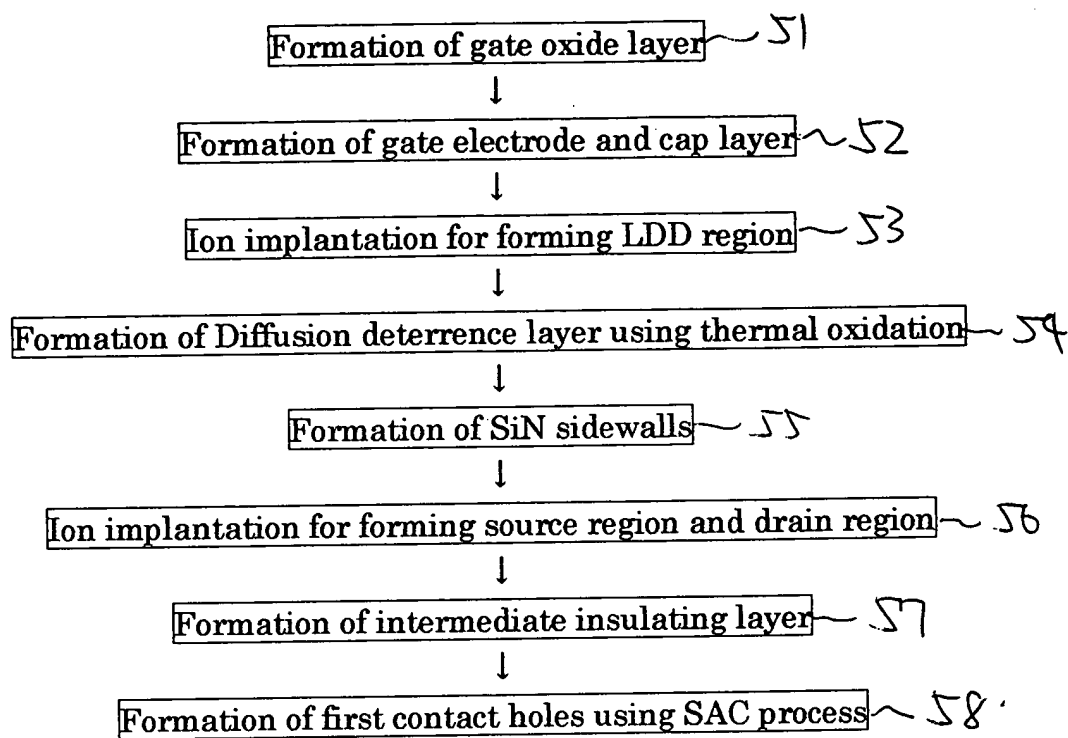 Formation of gate oxide layer 51
Formation of gate electrode and cap layer 52
Ion implantation for forming LDD region 53
Formation of Diffusion deterrence layer using thermal oxidation 54
Formation of SiN sidewalls 55
Ion implantation for forming source region and drain region 56
Formation of intermediate insulating layer 57
Formation of first contact holes using SAC process 58